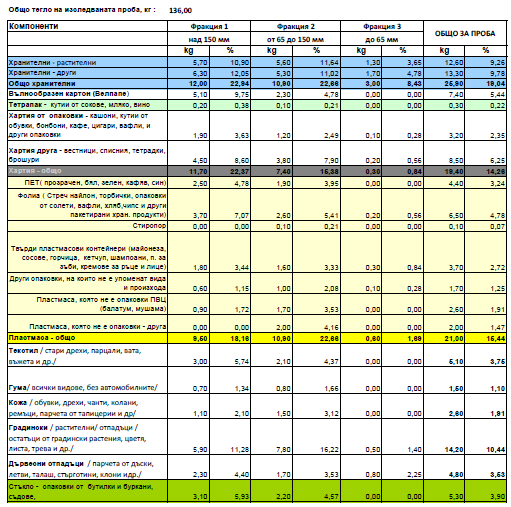 Общо тегло на изследваната проба, кг : 136,00
Компоненти Фракция 1 Фракция 2 Фракция 3 ОБЩО ЗА ПРОБА
над 150 мм от 65 до 150 мм до 65 мм
kg % kg % kg % kg %
Хранителни - растителни 5,70 10,90 5,60 11,64 1,30 3,65 12,60 9,26
Хранителни - други 6,30 12,05 5,30 11,02 1,70 4,78 13,30 9,78
Общо хранителни 12,00 22,94 10,90 22,66 3,00 8,43 25,90 19,04
Вълнообразен картон (Велпапе) 5,10 9,75 2,30 4,78 0,00 0,00 7,40 5,44
Тетрапак - кутии от сокове, мляко, вино 0,20 0,38 0,10 0,21 0,00 0,00 0,30 0,22
Хартия от опаковки - кашони, кутии от
обувки, бонбони, кафе, цигари, вафли, и
други опаковки 1,90 3,63 1,20 2,49 0,10 0,28 3,20 2,35
Хартия друга - вестници, списния, тетрадки,
брошури 4,50 8,60 3,80 7,90 0,20 0,56 8,50 6,25
Хартия - общо 11,70 22,37 7,40 15,38 0,30 0,84 19,40 14,26
ПЕТ( прозрачен, бял, зелен, кафяв, син) 2,50 4,78 1,90 3,95 0,00 0,00 4,40 3,24
Фолиа ( Стреч найлон, торбички, опаковки
от солети, вафли, хляб,чипс и други
пакетирани хран. продукти) 3,70 7,07 2,60 5,41 0,20 0,56 6,50 4,78
Стиропор 0,00 0,00 0,10 0,21 0,00 0,00 0,10 0,07
Твърди пластмасови контейнери (майонеза,
сосове, горчица, кетчуп, шампоани, п. за
зъби, кремове за ръце и лице) 1,80 3,44 1,60 3,33 0,30 0,84 3,70 2,72
Други опаковки, на които не е упоменат вида
и произхода 0,60 1,15 1,00 2,08 0,10 0,28 1,70 1,25
Пластмаса, която не е опаковки ПВЦ
(балатум, мушама) 0,90 1,72 1,70 3,53 0,00 0,00 2,60 1,91
Пластмаса, която не е опаковки - друга 0,00 0,00 2,00 4,16 0,00 0,00 2,00 1,47
Пластмаса - общо 9,50 18,16 10,90 22,66 0,60 1,69 21,00 15,44
Текстил / стари дрехи, парцали, вата,
въжета и др./ 3,00 5,74 2,10 4,37 0,00 0,00 5,10 3,75
Гума/ всички видове, без автомобилните/ 0,70 1,34 0,80 1,66 0,00 0,00 1,50 1,10
Кожа / обувки, дрехи, чанти, колани,
ремъци, парчета от тапицерии и др/ 1,10 2,10 1,50 3,12 0,00 0,00 2,60 1,91
Градински / растителни/ отпадъци /
остатъци от градински растения, цветя,
листа, трева и др./ 5,90 11,28 7,80 16,22 0,50 1,40 14,20 10,44
Дървесни отпадъци / парчета от дъски,
летви, талаш, стърготини, клони идр./ 2,30 4,40 1,70 3,53 0,80 2,25 4,80 3,53
Стъкло - опаковки от бутилки и буркани,
съдове, 3,10 5,93 2,20 4,57 0,00 0,00 5,30 3,90